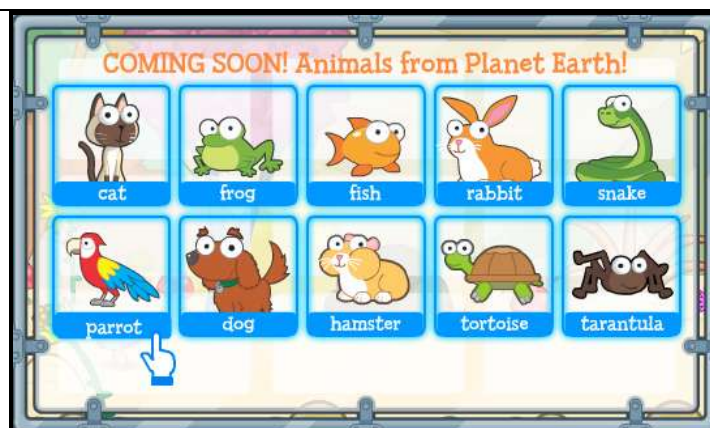 COMING SOON! Animals from Planet Earth!
cat frog fish rabbit snake
parrot dog hamster tortoise tarantula